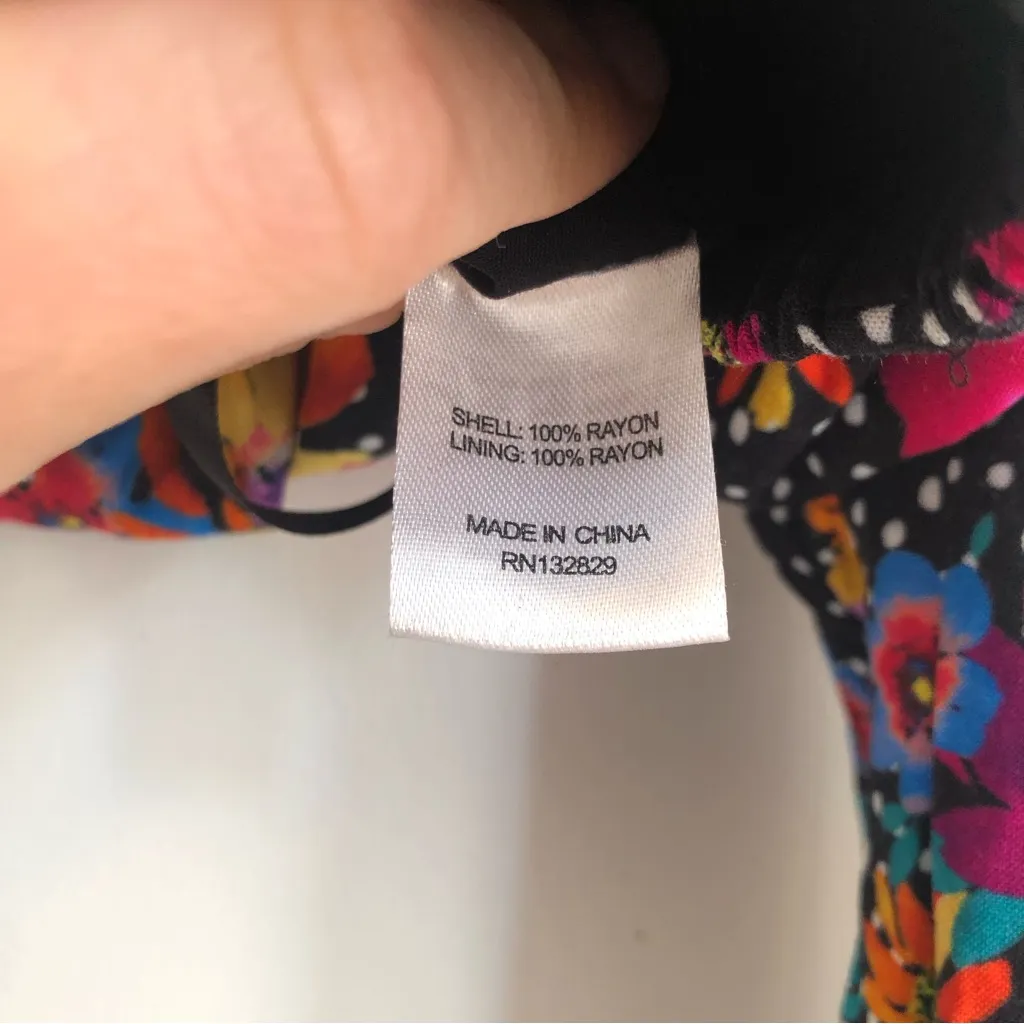 SHELL: 100% RAYON
LINING: 100% RAYON
MADE IN CHINA
RN132829